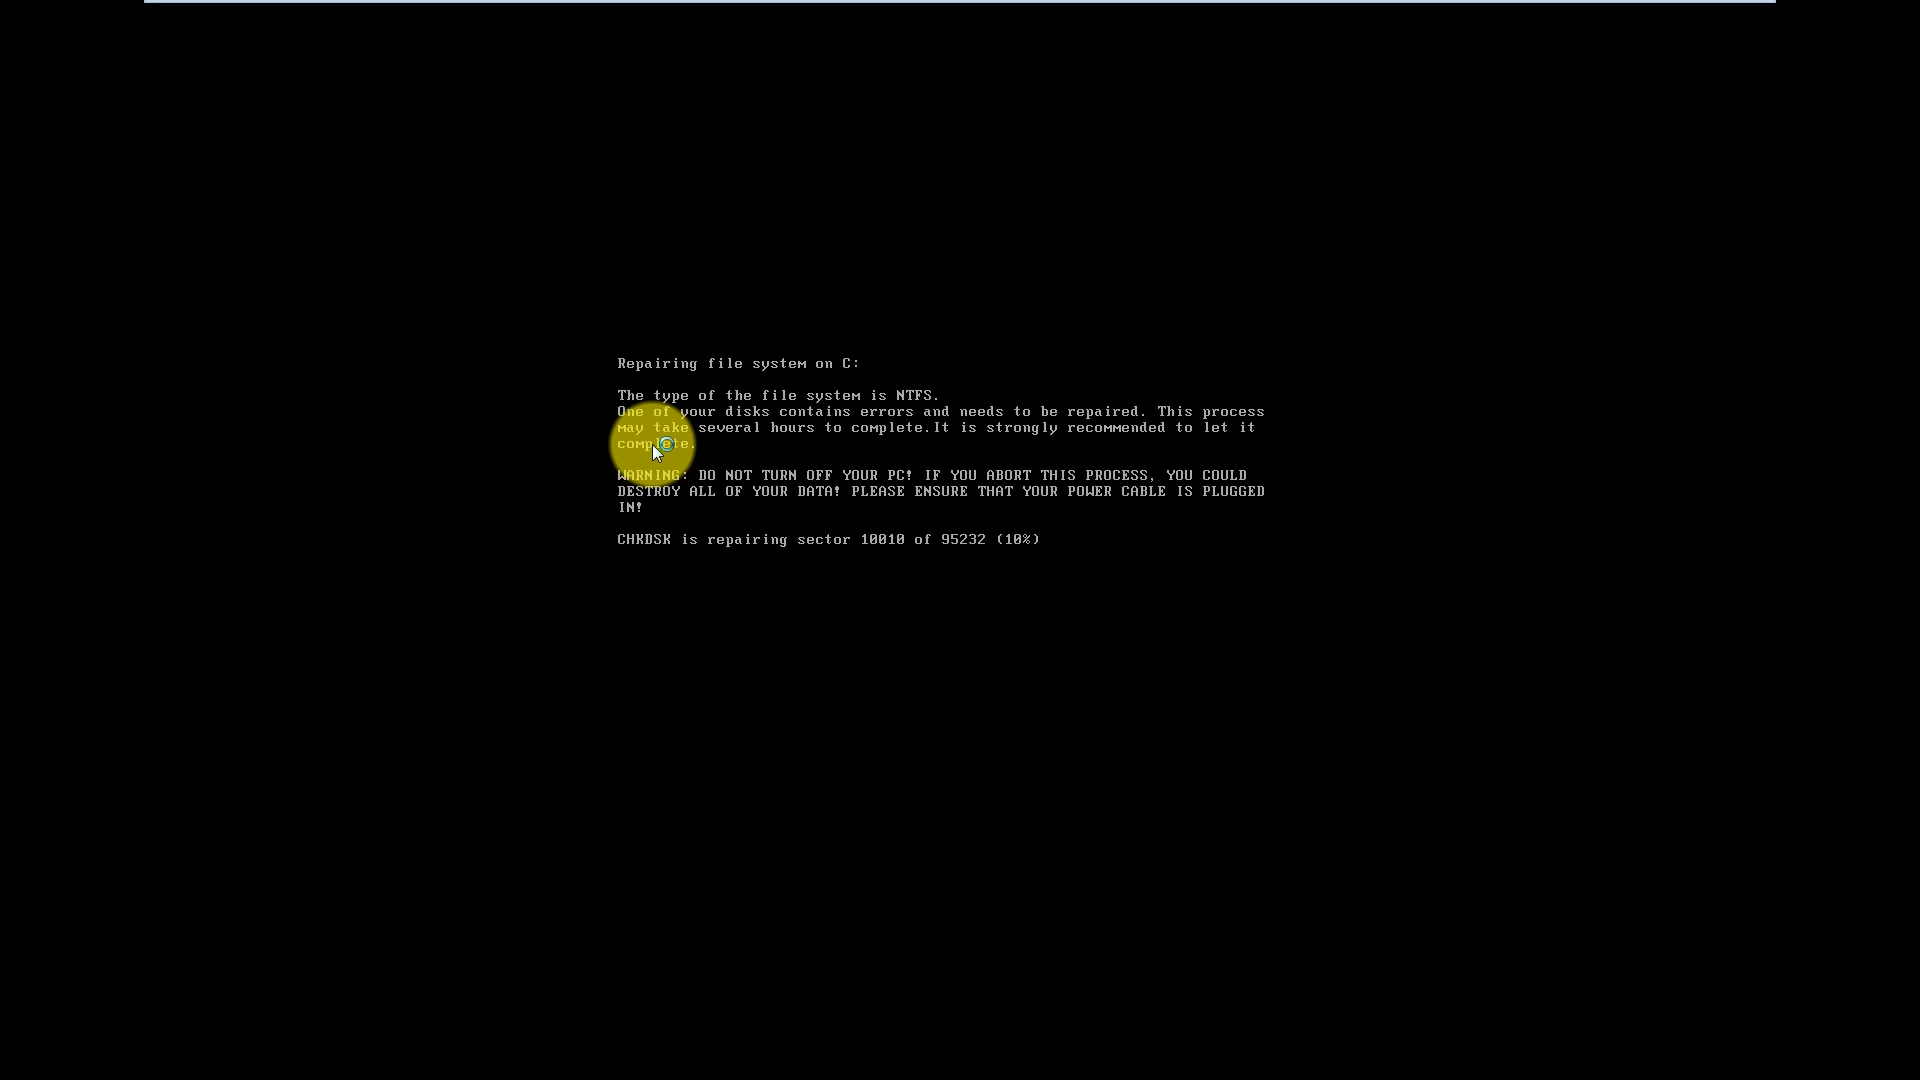 Repairing file system on C:
The type of the file system is NTFS.
One of your disks contains errors and needs to be repaired. This process
may take several hours to complete.It is strongly recommended to let it
complete.
WARNING: DO NOT TURN OFF YOUR PC! IF YOU ABORT THIS PROCESS, YOU COULD
DESTROY ALL OF YOUR DATA! PLEASE ENSURE THAT YOUR POWER CABLE IS PLUGGED
IN!
CHKDSK is repairing sector 10010 of 95232 (10%)